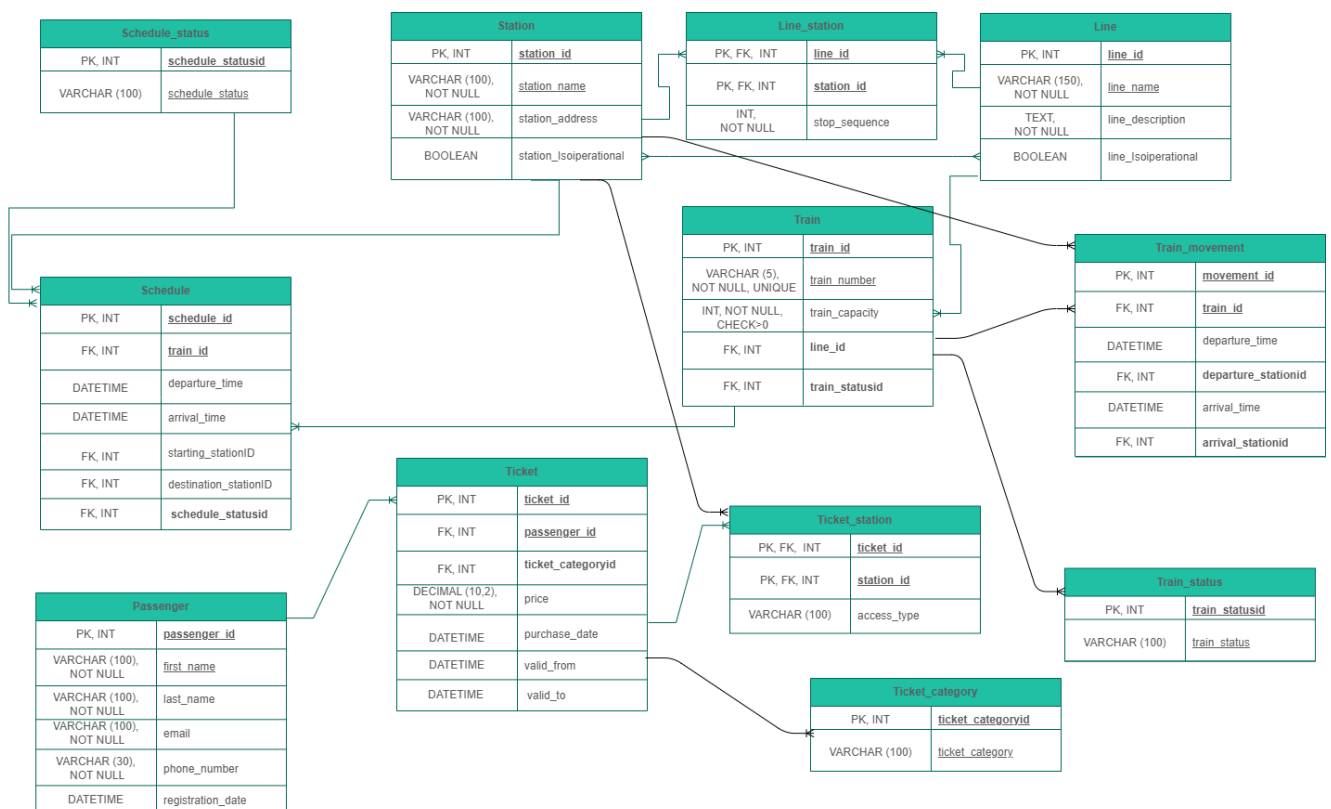 Schedule_status
PK, INT schedule_statusid
VARCHAR (100) schedule_status
Station
PK, INT station_id
VARCHAR (100),
NOT NULL station_name
VARCHAR (100),
NOT NULL station_address
BOOLEAN station_Isoiperational
Line_station
PK, FK, INT line_id
PK, FK, INT station_id
INT,
NOT NULL stop_sequence
Line
PK, INT line_id
VARCHAR (150),
NOT NULL line_name
TEXT,
NOT NULL line_description
BOOLEAN line_Isoiperational
Train
PK, INT train_id
VARCHAR (5),
NOT NULL, UNIQUE train_number
INT, NOT NULL,
CHECK>0 train_capacity
FK, INT line_id
FK, INT train_statusid
Train_movement
PK, INT movement_id
FK, INT train_id
DATETIME departure_time
FK, INT departure_stationid
DATETIME arrival_time
FK, INT arrival_stationid
Schedule
PK, INT schedule_id
FK, INT train_id
DATETIME departure_time
DATETIME arrival_time
FK, INT starting_stationID
FK, INT destination_stationID
FK, INT schedule_statusid
Ticket
PK, INT ticket_id
FK, INT passenger_id
FK, INT ticket_categoryid
DECIMAL (10,2),
NOT NULL price
DATETIME purchase_date
DATETIME valid_from
DATETIME valid_to
Ticket_station
PK, FK, INT ticket_id
PK, FK, INT station_id
VARCHAR (100) access_type
Train_status
PK, INT train_statusid
VARCHAR (100) train_status
Passenger
PK, INT passenger_id
VARCHAR (100),
NOT NULL first_name
VARCHAR (100),
NOT NULL last_name
VARCHAR (100),
NOT NULL email
VARCHAR (30),
NOT NULL phone_number
DATETIME registration_date
Ticket_category
PK, INT ticket_categoryid
VARCHAR (100) ticket_category